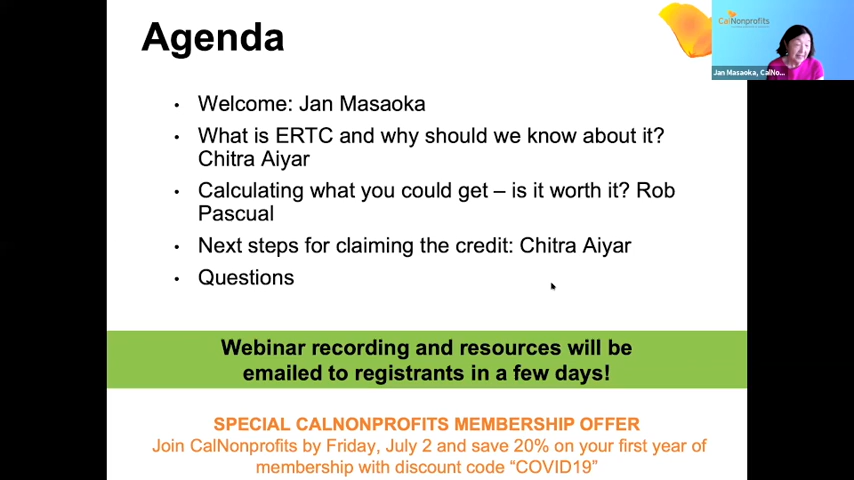 Agenda
CalNonprofits
Jan Masaoka, CalNo...
• Welcome: Jan Masaoka
• What is ERTC and why should we know about it?
Chitra Aiyar
• Calculating what you could get – is it worth it? Rob
Pascual
• Next steps for claiming the credit: Chitra Aiyar
• Questions
Webinar recording and resources will be
emailed to registrants in a few days!
SPECIAL CALNONPROFITS MEMBERSHIP OFFER
Join CalNonprofits by Friday, July 2 and save 20% on your first year of
membership with discount code “COVID19”